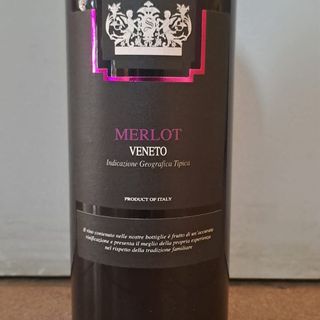 MERLOT
VENETO
Indicazione Geografica Tipica
PRODUCT OF ITALY
Il vino contenuto nelle nostre bottiglie è frutto di un'accurata
vinificazione e presenta il meglio della propria esperienza
nel rispetto della tradizione familiare